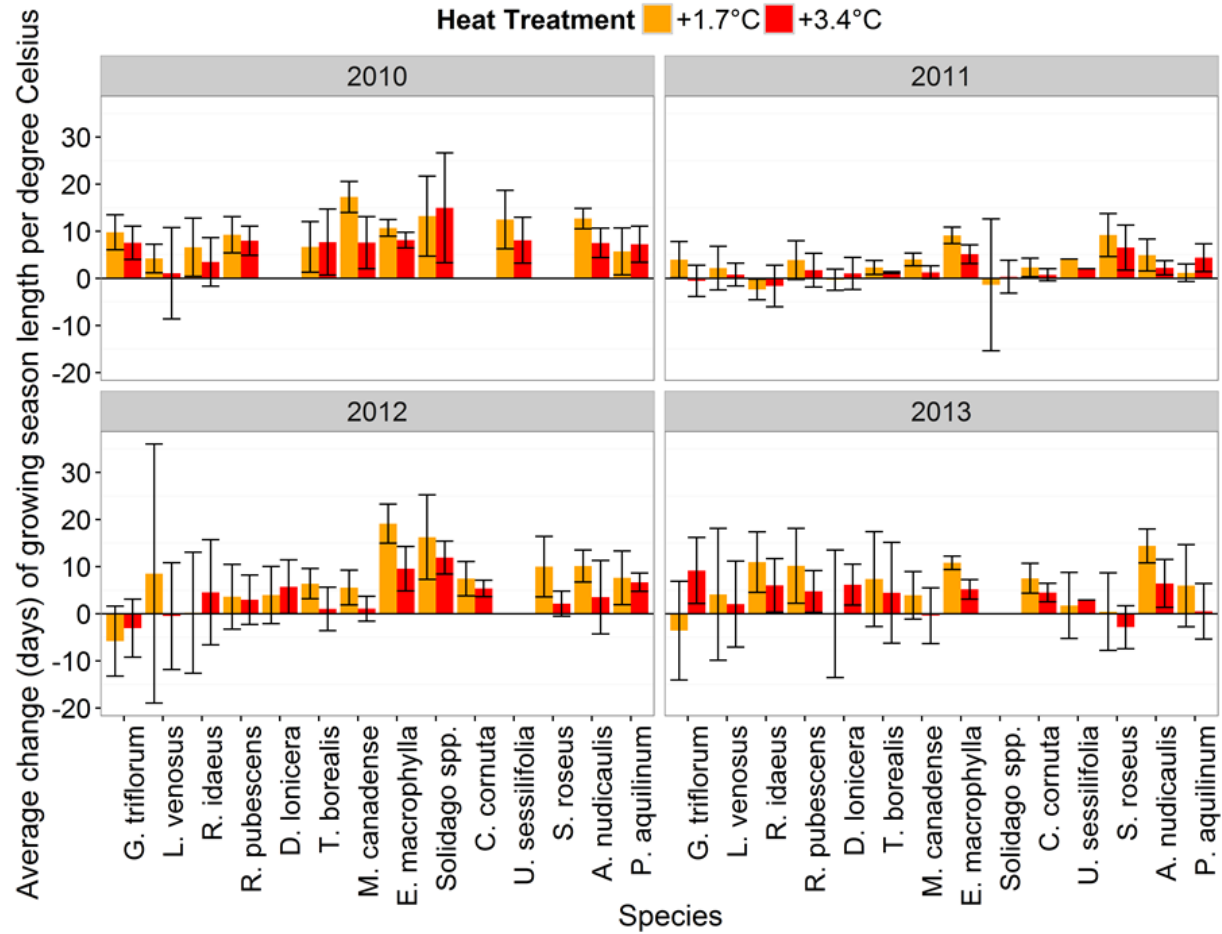 Heat Treatment +1.7°C +3.4°C
Average change (days) of growing season length per degree Celsius
2010
30
20
10
0
-10
-20
2011
2012
30
20
10
0
-10
-20
2013
G. triflorum
L. venosus
R. idaeus
R. pubescens
D. lonicera
T. borealis
M. canadense
E. macrophylla
Solidago spp.
C. cornuta
U. sessilifolia
S. roseus
A. nudicaulis
P. aquilinum
G. triflorum
L. venosus
R. idaeus
R. pubescens
D. lonicera
T. borealis
M. canadense
E. macrophylla
Solidago spp.
C. cornuta
U. sessilifolia
S. roseus
A. nudicaulis
P. aquilinum
Species